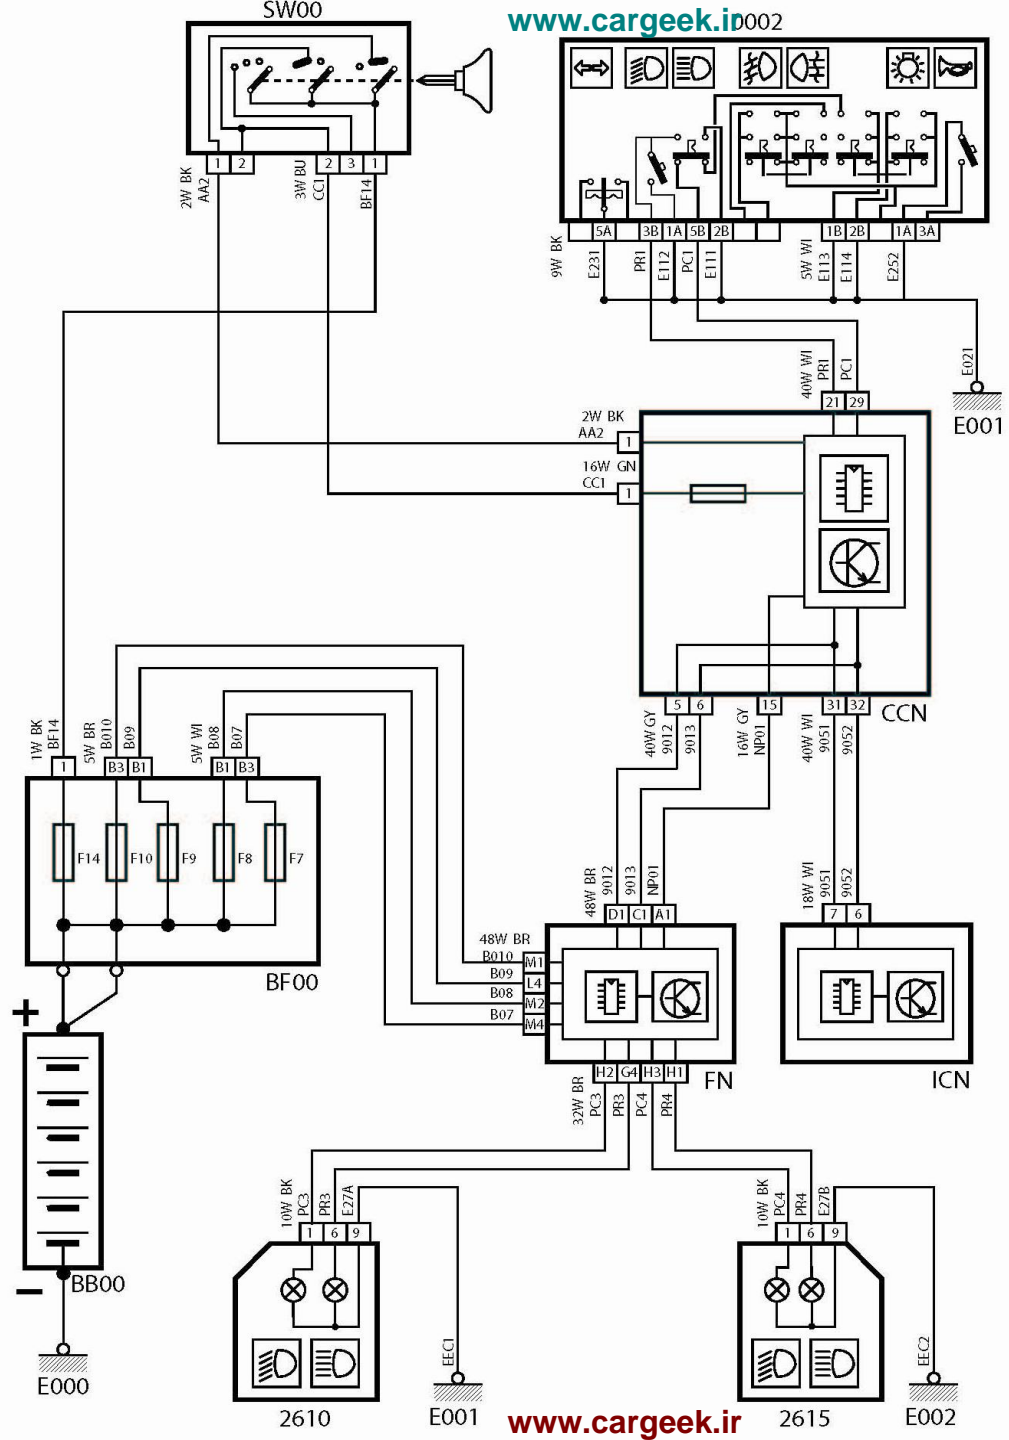 SW00
www.cargeek.ir
0002
1 2 2 3 1
2W BK
AA2
3W BU
CC1
BF14
5A 3B 1A 5B 2B 1B 2B 1A 3A
9W BK
E231
PR1
E112
PC1
E111
5W WI
E113
E114
E252
E021
E001
40W WI
PR1
PC1
21 29
2W BK
AA2
1
16W GN
CC1
1
5 6 15 31 32
CCN
40W GY
9012
9013
16W GY
NP01
40W WI
9051
9052
1W BK
BF14
5W BR
B010
B09
5W WI
B08
B07
1 B3 B1 B1 B3
F14 F10 F9 F8 F7
BF00
48W BR
9012
9013
NP01
D1 C1 A1
18W WI
9051
9052
7 6
48W BR
B010 M1
B09 L4
B08 M2
B07 M4
H2 G4 H3 H1
FN
ICN
32W BR
PC3
PR3
PC4
PR4
+
−
BB00
E000
10W BK
PC3
PR3
E27A
1 6 9
10W BK
PC4
PR4
E27B
1 6 9
EEC1
EEC2
2610
E001
www.cargeek.ir
2615
E002